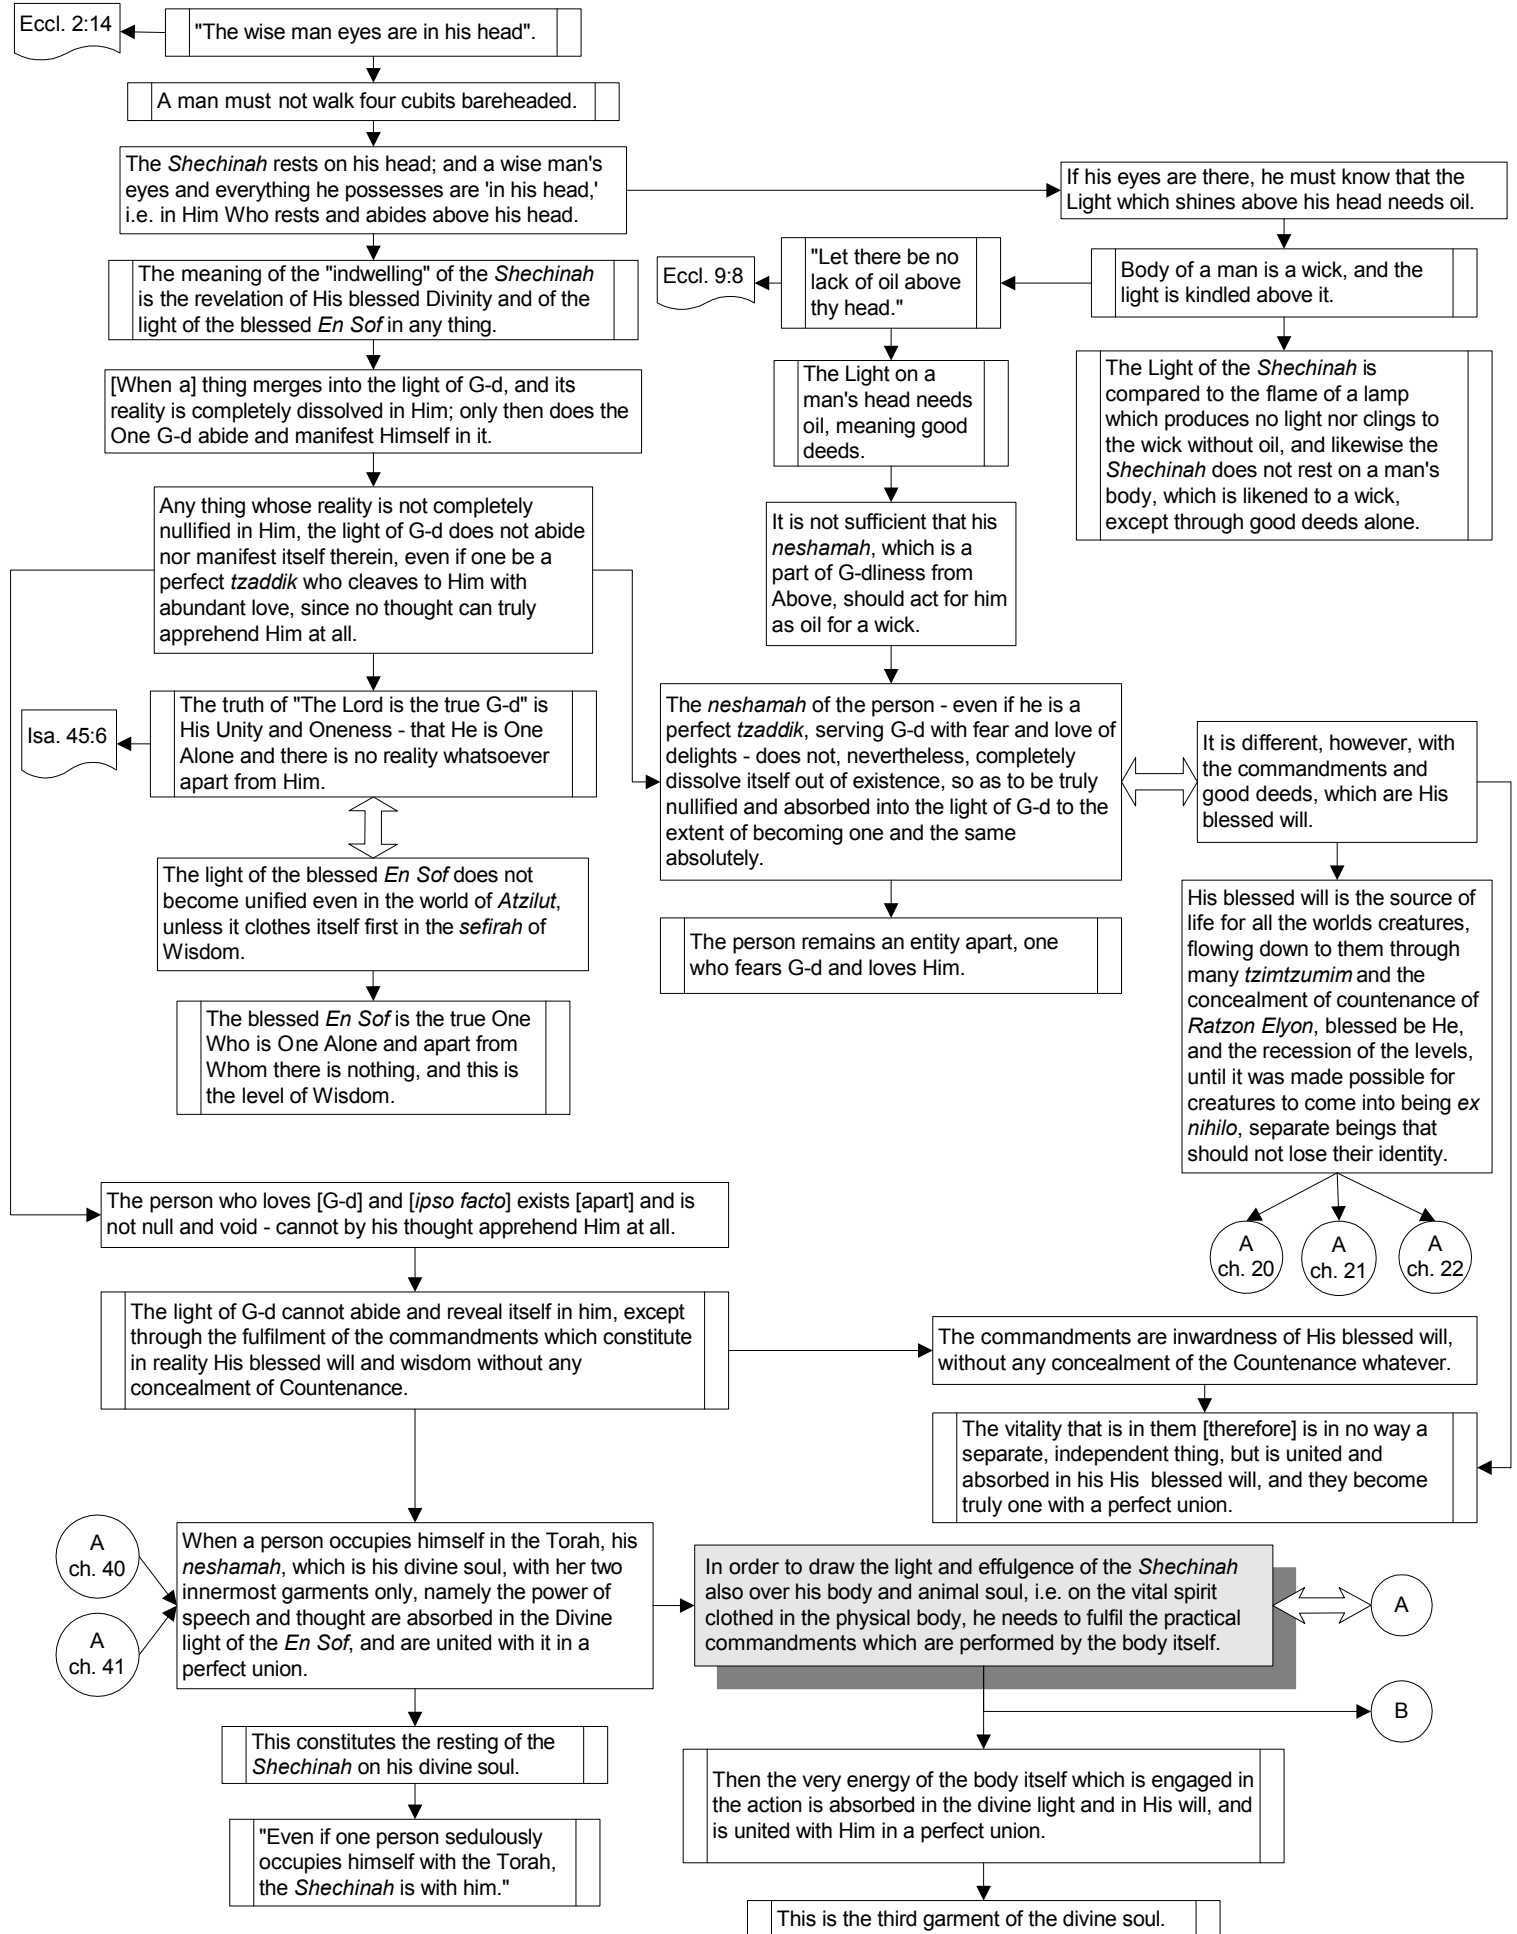 Eccl. 2:14
"The wise man eyes are in his head".
A man must not walk four cubits bareheaded.
The Shechinah rests on his head; and a wise man's
eyes and everything he possesses are 'in his head,'
i.e. in Him Who rests and abides above his head.
If his eyes are there, he must know that the
Light which shines above his head needs oil.
The meaning of the "indwelling" of the Shechinah
is the revelation of His blessed Divinity and of the
light of the blessed En Sof in any thing.
Eccl. 9:8
"Let there be no
lack of oil above
thy head."
Body of a man is a wick, and the
light is kindled above it.
[When a] thing merges into the light of G-d, and its
reality is completely dissolved in Him; only then does the
One G-d abide and manifest Himself in it.
The Light on a
man's head needs
oil, meaning good
deeds.
The Light of the Shechinah is
compared to the flame of a lamp
which produces no light nor clings to
the wick without oil, and likewise the
Shechinah does not rest on a man's
body, which is likened to a wick,
except through good deeds alone.
Any thing whose reality is not completely
nullified in Him, the light of G-d does not abide
nor manifest itself therein, even if one be a
perfect tzaddik who cleaves to Him with
abundant love, since no thought can truly
apprehend Him at all.
It is not sufficient that his
neshamah, which is a
part of G-dliness from
Above, should act for him
as oil for a wick.
Isa. 45:6
The truth of "The Lord is the true G-d" is
His Unity and Oneness - that He is One
Alone and there is no reality whatsoever
apart from Him.
The neshamah of the person - even if he is a
perfect tzaddik, serving G-d with fear and love of
delights - does not, nevertheless, completely
dissolve itself out of existence, so as to be truly
nullified and absorbed into the light of G-d to the
extent of becoming one and the same
absolutely.
It is different, however, with
the commandments and
good deeds, which are His
blessed will.
The light of the blessed En Sof does not
become unified even in the world of Atzilut,
unless it clothes itself first in the sefirah of
Wisdom.
The person remains an entity apart, one
who fears G-d and loves Him.
His blessed will is the source of
life for all the worlds creatures,
flowing down to them through
many tzimtzumim and the
concealment of countenance of
Ratzon Elyon, blessed be He,
and the recession of the levels,
until it was made possible for
creatures to come into being ex
nihilo, separate beings that
should not lose their identity.
The blessed En Sof is the true One
Who is One Alone and apart from
Whom there is nothing, and this is
the level of Wisdom.
The person who loves [G-d] and [ipso facto] exists [apart] and is
not null and void - cannot by his thought apprehend Him at all.
A
ch. 20
A
ch. 21
A
ch. 22
The light of G-d cannot abide and reveal itself in him, except
through the fulfilment of the commandments which constitute
in reality His blessed will and wisdom without any
concealment of Countenance.
The commandments are inwardness of His blessed will,
without any concealment of the Countenance whatever.
The vitality that is in them [therefore] is in no way a
separate, independent thing, but is united and
absorbed in his His blessed will, and they become
truly one with a perfect union.
A
ch. 40
A
ch. 41
When a person occupies himself in the Torah, his
neshamah, which is his divine soul, with her two
innermost garments only, namely the power of
speech and thought are absorbed in the Divine
light of the En Sof, and are united with it in a
perfect union.
In order to draw the light and effulgence of the Shechinah
also over his body and animal soul, i.e. on the vital spirit
clothed in the physical body, he needs to fulfil the practical
commandments which are performed by the body itself.
A
B
This constitutes the resting of the
Shechinah on his divine soul.
Then the very energy of the body itself which is engaged in
the action is absorbed in the divine light and in His will, and
is united with Him in a perfect union.
"Even if one person sedulously
occupies himself with the Torah,
the Shechinah is with him."
This is the third garment of the divine soul.